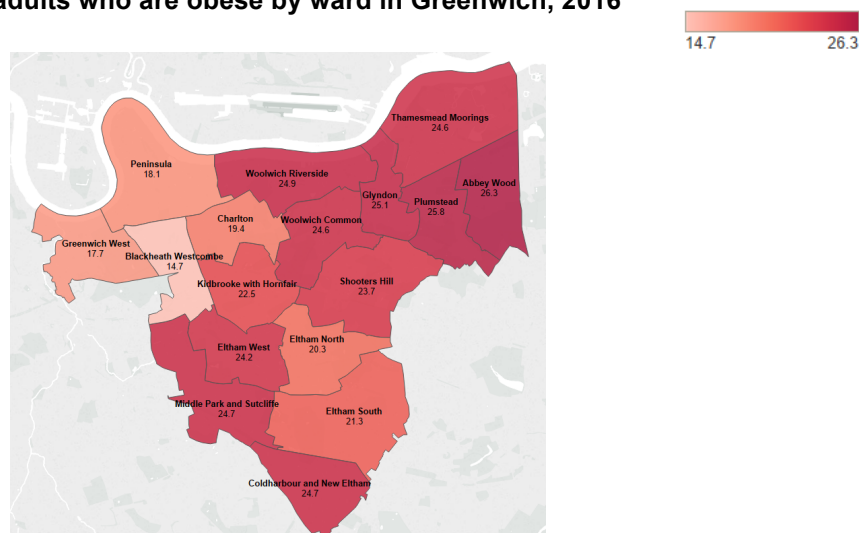 adults who are obese by ward in Greenwich, 2016
14.7 26.3
Thamesmead Moorings
24.6
Peninsula
18.1
Woolwich Riverside
24.9
Abbey Wood
26.3
Glyndon
25.1
Plumstead
25.8
Charlton
19.4
Woolwich Common
24.6
Greenwich West
17.7
Blackheath Westcombe
14.7
Kidbrooke with Hornfair
22.5
Shooters Hill
23.7
Eltham West
24.2
Eltham North
20.3
Middle Park and Sutcliffe
24.7
Eltham South
21.3
Coldharbour and New Eltham
24.7